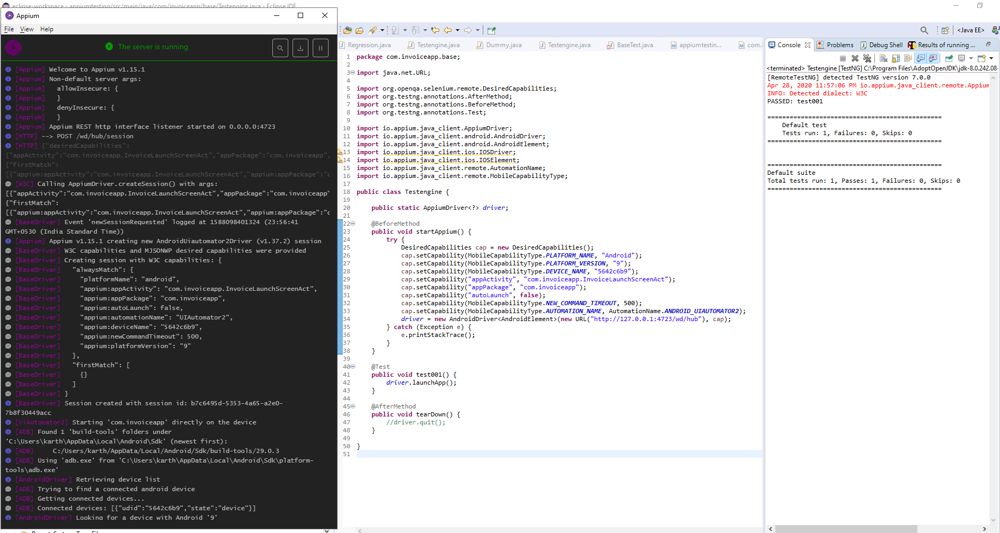 eclipse-workspace - appiumtesting/src/main/java/com/invoiceapp/base/Testengine.java - Eclipse IDE
Appium
File View Help
The server is running
[Appium] Welcome to Appium v1.15.1
[Appium] Non-default server args:
[Appium] allowInsecure: {
[Appium] }
[Appium] denyInsecure: {
[Appium] }
[Appium] Appium REST http interface listener started on 0.0.0.0:4723
[HTTP] --> POST /wd/hub/session
[HTTP] {"desiredCapabilities":
{"appActivity":"com.invoiceapp.InvoiceLaunchScreenAct","appPackage":"com.invoiceapp",
{"firstMatch":
[{"appium:appActivity":"com.invoiceapp.InvoiceLaunchScreenAct","appium:appPackage":"c
[W3C] Calling AppiumDriver.createSession() with args:
[{"appActivity":"com.invoiceapp.InvoiceLaunchScreenAct","appPackage":"com.invoiceapp"
{"firstMatch":
[{"appium:appActivity":"com.invoiceapp.InvoiceLaunchScreenAct","appium:appPackage":"c
[BaseDriver] Event 'newSessionRequested' logged at 1588098401324 (23:56:41
GMT+0530 (India Standard Time))
[Appium] Appium v1.15.1 creating new AndroidUiautomator2Driver (v1.37.2) session
[BaseDriver] W3C capabilities and MJSONWP desired capabilities were provided
[BaseDriver] Creating session with W3C capabilities: {
[BaseDriver] "alwaysMatch": {
[BaseDriver] "platformName": "android",
[BaseDriver] "appium:appActivity": "com.invoiceapp.InvoiceLaunchScreenAct",
[BaseDriver] "appium:appPackage": "com.invoiceapp",
[BaseDriver] "appium:autoLaunch": false,
[BaseDriver] "appium:automationName": "UIAutomator2",
[BaseDriver] "appium:deviceName": "5642c6b9",
[BaseDriver] "appium:newCommandTimeout": 500,
[BaseDriver] "appium:platformVersion": "9"
[BaseDriver] },
[BaseDriver] "firstMatch": [
[BaseDriver] {}
[BaseDriver] ]
[BaseDriver] }
[BaseDriver] Session created with session id: b7c6495d-5353-4a65-a2e0-
7b8f30449acc
[UiAutomator2] Starting 'com.invoiceapp' directly on the device
[ADB] Found 1 'build-tools' folders under
'C:\Users\karth\AppData\Local\Android\Sdk' (newest first):
[ADB] C:/Users/karth/AppData/Local/Android/Sdk/build-tools/29.0.3
[ADB] Using 'adb.exe' from 'C:\Users\karth\AppData\Local\Android\Sdk\platform-
tools\adb.exe'
[AndroidDriver] Retrieving device list
[ADB] Trying to find a connected android device
[ADB] Getting connected devices...
[ADB] Connected devices: [{"udid":"5642c6b9","state":"device"}]
[AndroidDriver] Looking for a device with Android '9'
<Java EE>
Regression.java Testengine.java Dummy.java Testengine.java BaseTest.java appiumtestin... com.i
1 package com.invoiceapp.base;
2
3 import java.net.URL;
4
5 import org.openqa.selenium.remote.DesiredCapabilities;
6 import org.testng.annotations.AfterMethod;
7 import org.testng.annotations.BeforeMethod;
8 import org.testng.annotations.Test;
9
10 import io.appium.java_client.AppiumDriver;
11 import io.appium.java_client.android.AndroidDriver;
12 import io.appium.java_client.android.AndroidElement;
13 import io.appium.java_client.ios.IOSDriver;
14 import io.appium.java_client.ios.IOSElement;
15 import io.appium.java_client.remote.AutomationName;
16 import io.appium.java_client.remote.MobileCapabilityType;
17
18 public class Testengine {
19
20 public static AppiumDriver<?> driver;
21
22 @BeforeMethod
23 public void startAppium() {
24 try {
25 DesiredCapabilities cap = new DesiredCapabilities();
26 cap.setCapability(MobileCapabilityType.PLATFORM_NAME, "Android");
27 cap.setCapability(MobileCapabilityType.PLATFORM_VERSION, "9");
28 cap.setCapability(MobileCapabilityType.DEVICE_NAME, "5642c6b9");
29 cap.setCapability("appActivity", "com.invoiceapp.InvoiceLaunchScreenAct");
30 cap.setCapability("appPackage", "com.invoiceapp");
31 cap.setCapability("autoLaunch", false);
32 cap.setCapability(MobileCapabilityType.NEW_COMMAND_TIMEOUT, 500);
33 cap.setCapability(MobileCapabilityType.AUTOMATION_NAME, AutomationName.ANDROID_UIAUTOMATOR2);
34 driver = new AndroidDriver<AndroidElement>(new URL("http://127.0.0.1:4723/wd/hub"), cap);
35 } catch (Exception e) {
36 e.printStackTrace();
37 }
38 }
39
40 @Test
41 public void test001() {
42 driver.launchApp();
43 }
44
45 @AfterMethod
46 public void tearDown() {
47 //driver.quit();
48 }
49
50 }
51
Console Problems Debug Shell Results of running ...
<terminated> Testengine [TestNG] C:\Program Files\AdoptOpenJDK\jdk-8.0.242.08-
[RemoteTestNG] detected TestNG version 7.0.0
Apr 28, 2020 11:57:06 PM io.appium.java_client.remote.Appium
INFO: Detected dialect: W3C
PASSED: test001
===============================================
Default test
Tests run: 1, Failures: 0, Skips: 0
===============================================
===============================================
Default suite
Total tests run: 1, Passes: 1, Failures: 0, Skips: 0
===============================================